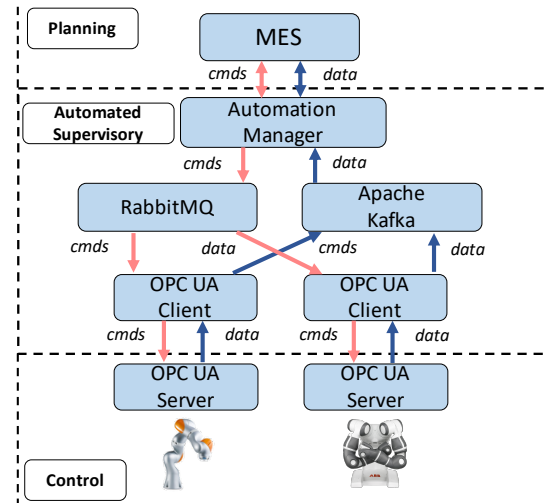 Planning
MES
cmds
data
Automated
Supervisory
Automation
Manager
cmds
data
RabbitMQ
Apache
Kafka
cmds
data
cmds
data
OPC UA
Client
OPC UA
Client
cmds
data
cmds
data
OPC UA
Server
OPC UA
Server
ABB
Control